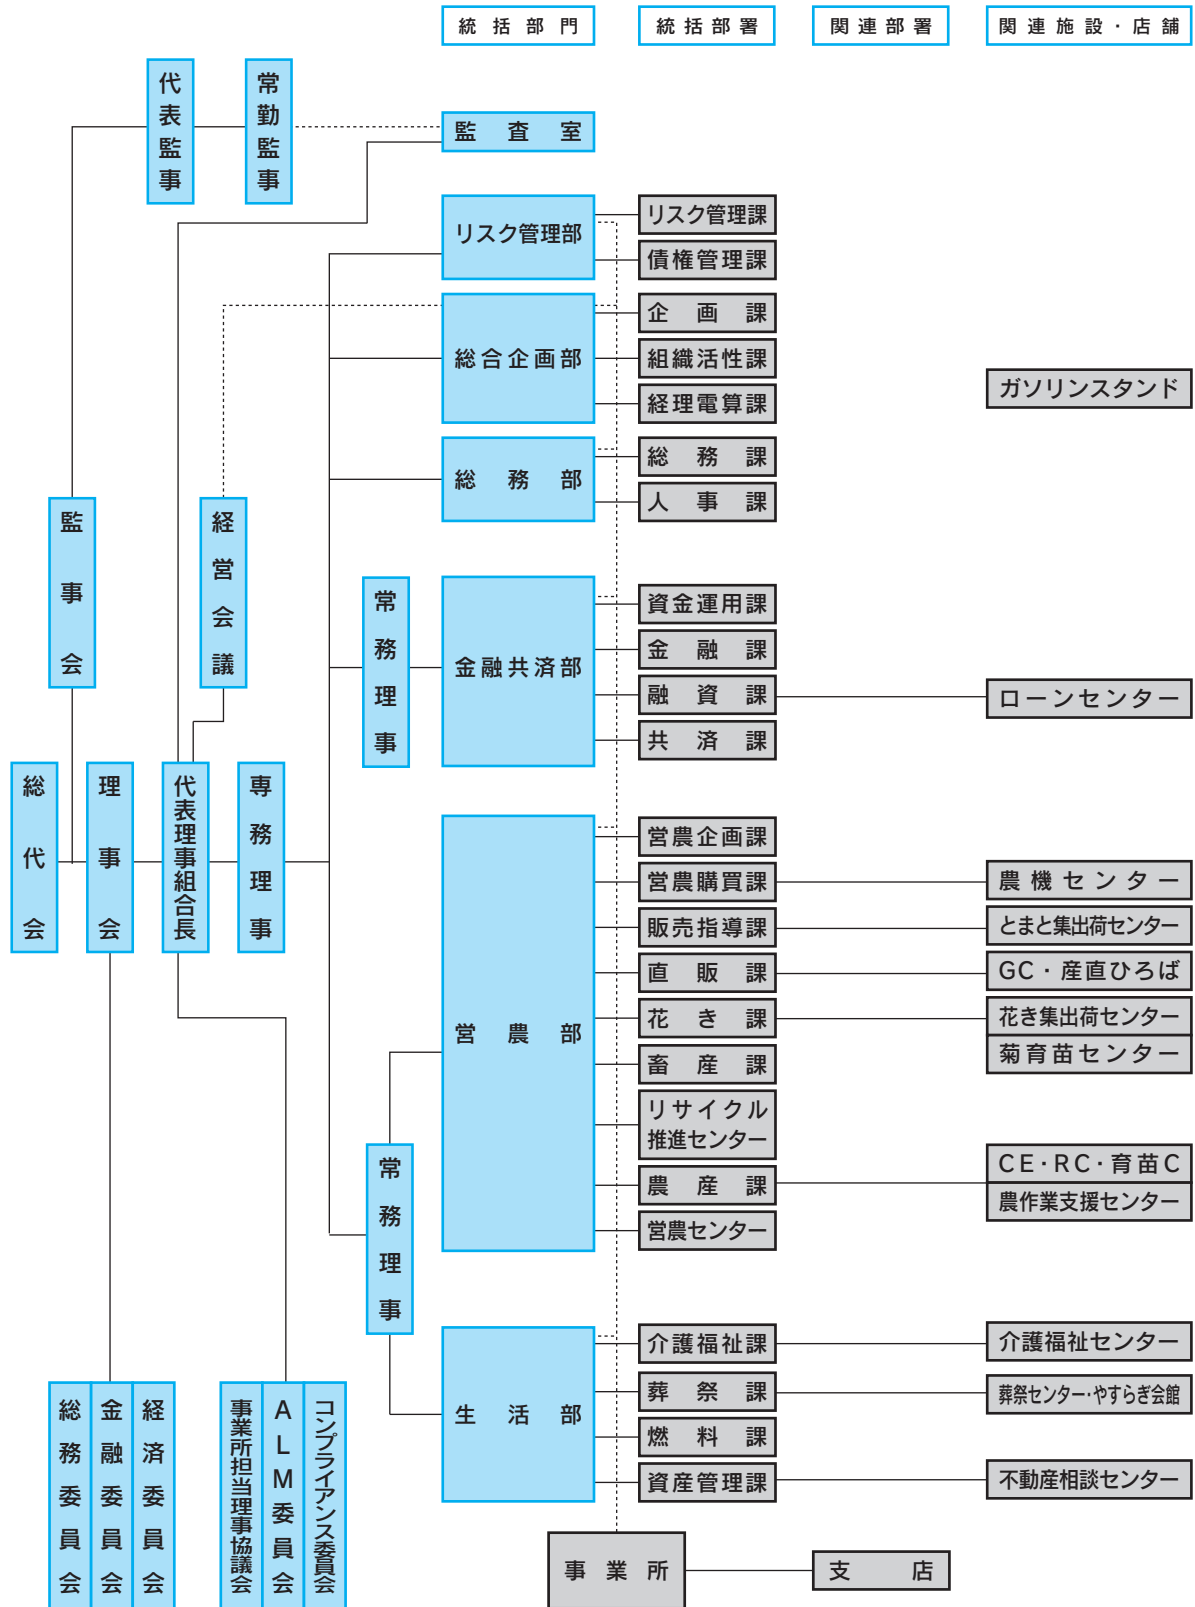 統括部門
統括部署
関連部署
関連施設・店舗
代表監事
常勤監事
監査室
リスク管理部
リスク管理課
債権管理課
総合企画部
企画課
組織活性課
経理電算課
ガソリンスタンド
総務部
総務課
人事課
監事会
経営会議
常務理事
金融共済部
資金運用課
金融課
融資課
共済課
ローンセンター
総代会
理事会
代表理事組合長
専務理事
常務理事
営農部
営農企画課
営農購買課
農機センター
販売指導課
とまと集出荷センター
直販課
GC・産直ひろば
花き課
花き集出荷センター
菊育苗センター
畜産課
リサイクル
推進センター
農産課
CE・RC・育苗C
農作業支援センター
営農センター
生活部
介護福祉課
介護福祉センター
葬祭課
葬祭センター・やすらぎ会館
燃料課
資産管理課
不動産相談センター
総務委員会
金融委員会
経済委員会
事業所担当理事協議会
ALM委員会
コンプライアンス委員会
事業所
支店